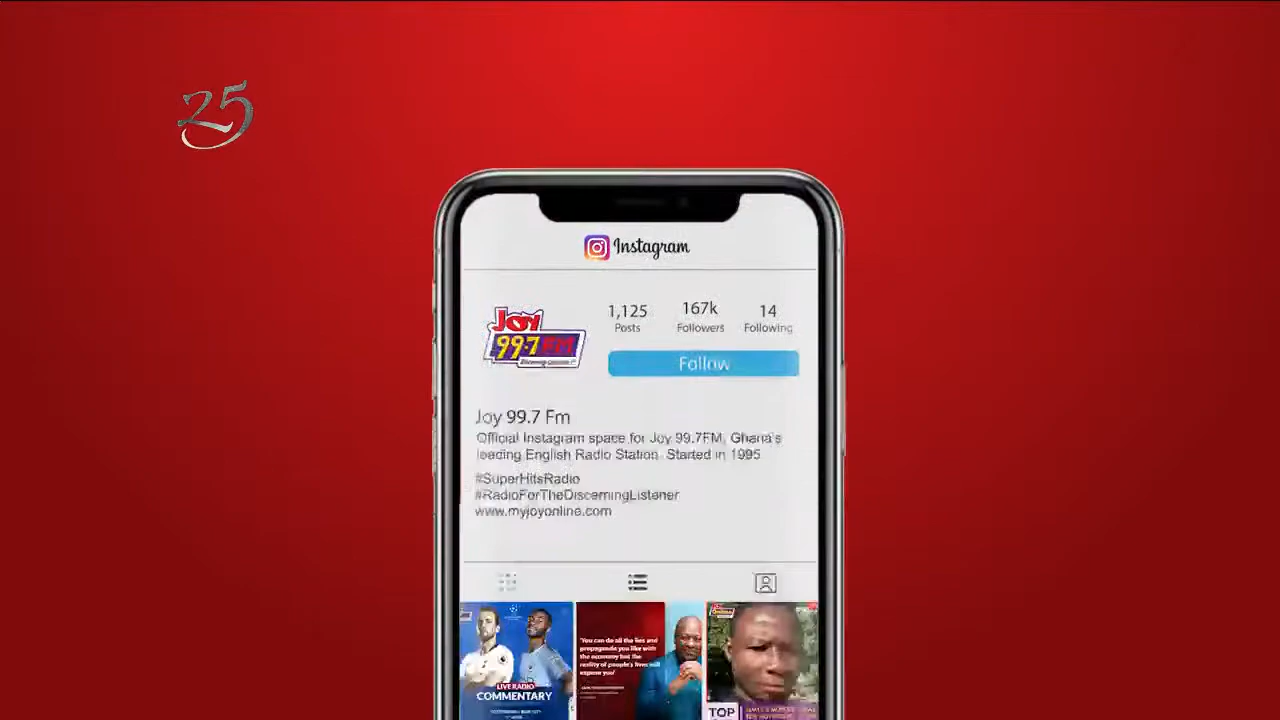 25
Instagram
JOY
99.7 FM
1,125
Posts
167k
Followers
14
Following
Follow
Joy 99.7 Fm
Official Instagram space for Joy 99.7FM, Ghana's
leading English Radio Station. Started in 1995
#SuperHitsRadio
#RadioForTheDiscerningListener
www.myjoyonline.com
LIVE RADIO
COMMENTARY
"You can do all the lies and
propaganda you like with
the economy but the
reality of people's lives will
expose you"
TOP